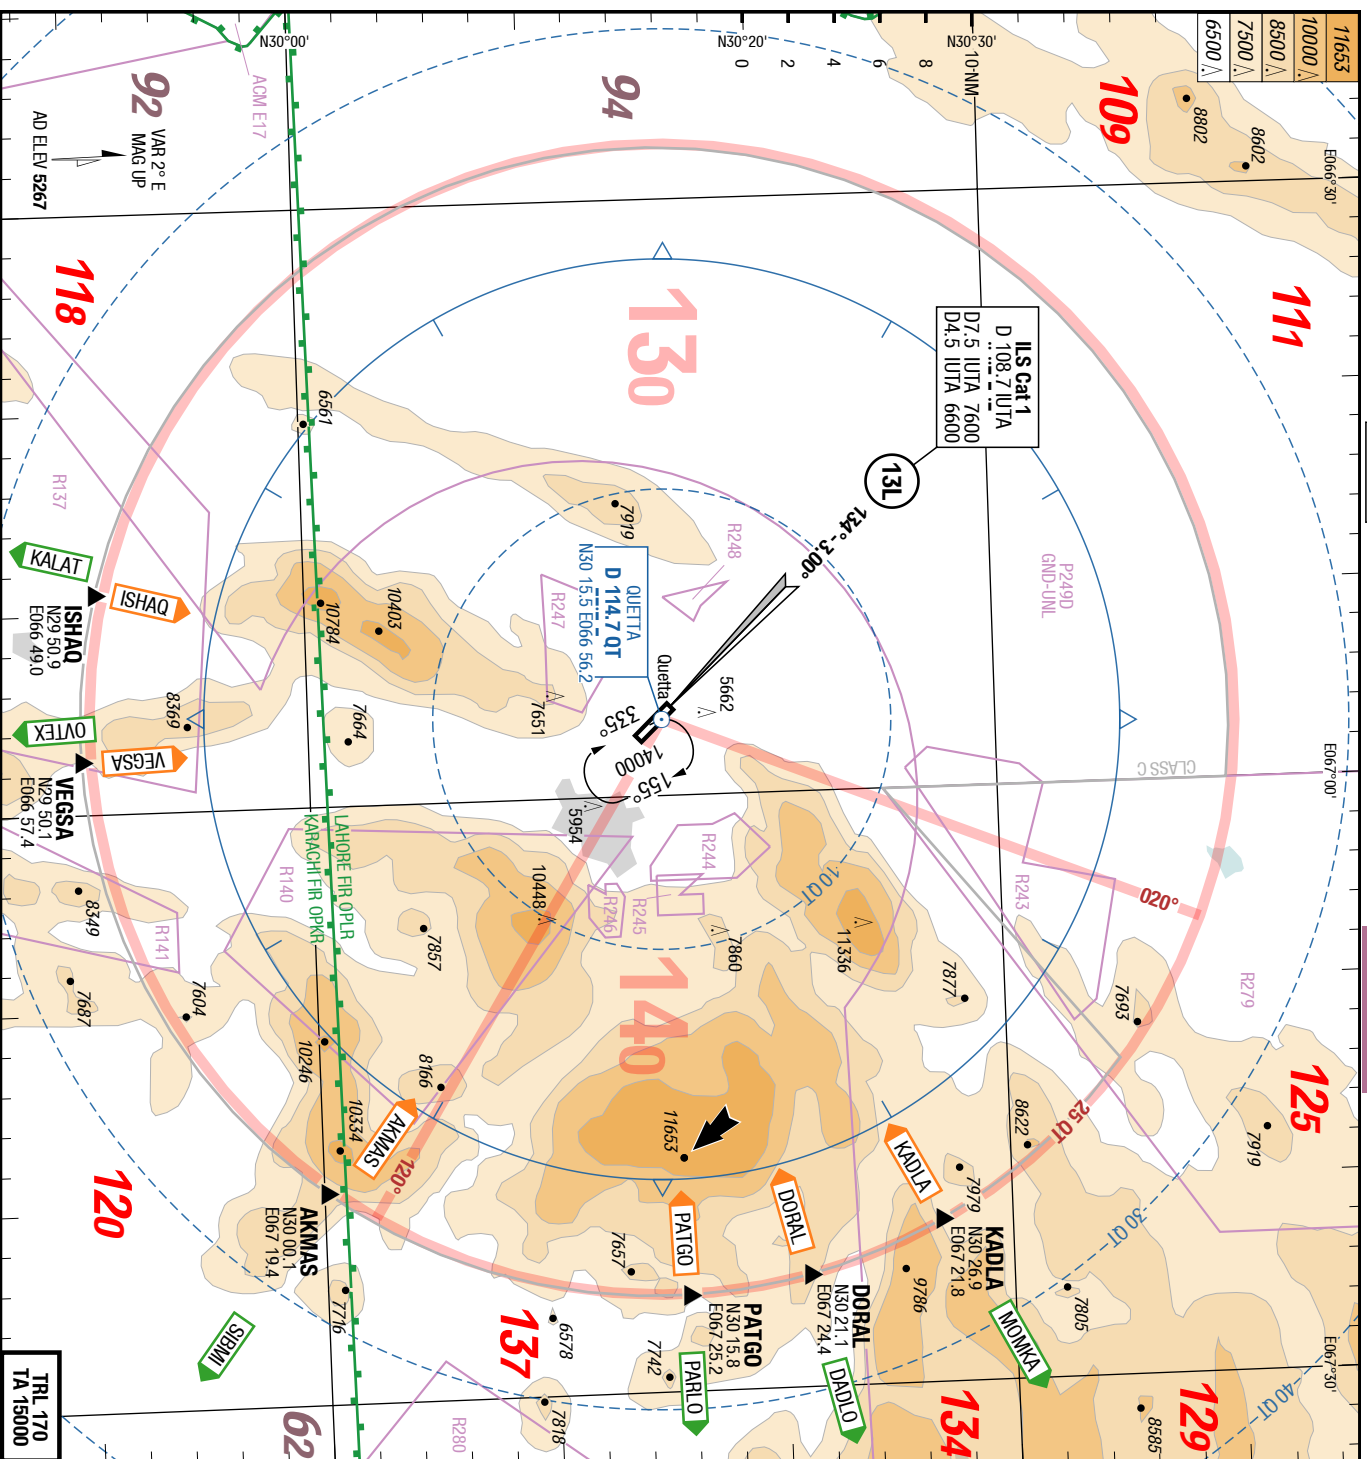 11653
10000
8500
7500
6500
N30°00'
N30°20'
N30°30'
10 NM
8
6
4
2
0
E066°30'
E067°00'
E067°30'
92
VAR 2° E
MAG UP
AD ELEV 5267
ACM E17
94
109
8802
8602
111
118
130
ILS Cat 1
D 108.7 IUTA
D7.5 IUTA 7600
D4.5 IUTA 6600
13L
134° - 3.00°
6561
R137
7919
R248
P249D
GND-UNL
QUETTA
D 114.7 QT
N30 15.5 E066 56.2
R247
KALAT
ISHAQ
ISHAQ
N29 50.9
E066 49.0
10784
10403
8369
7664
7651
Quetta
5662
335°
14000
155°
5954
OVTEX
VEGSA
VEGSA
N29 50.1
E066 57.4
CLASS C
LAHORE FIR OPLR
KARACHI FIR OPKR
R140
R141
8349
7687
7604
7857
10448
R246
R245
R244
7860
10 QT
11336
7877
R243
020°
7693
R279
125
140
10246
10334
8166
AKMAS
120°
11653
DORAL
KADLA
8622
25 QT
7919
7979
30 QT
120
AKMAS
N30 00.1
E067 19.4
7716
PATGO
7657
DORAL
N30 21.1
E067 24.4
KADLA
N30 26.9
E067 21.8
9786
7805
MOMKA
SIBMI
137
6578
PATGO
N30 15.8
E067 25.2
7742
PARLO
DADLO
134
129
8585
40 QT
7818
R280
62
TRL 170
TA 15000